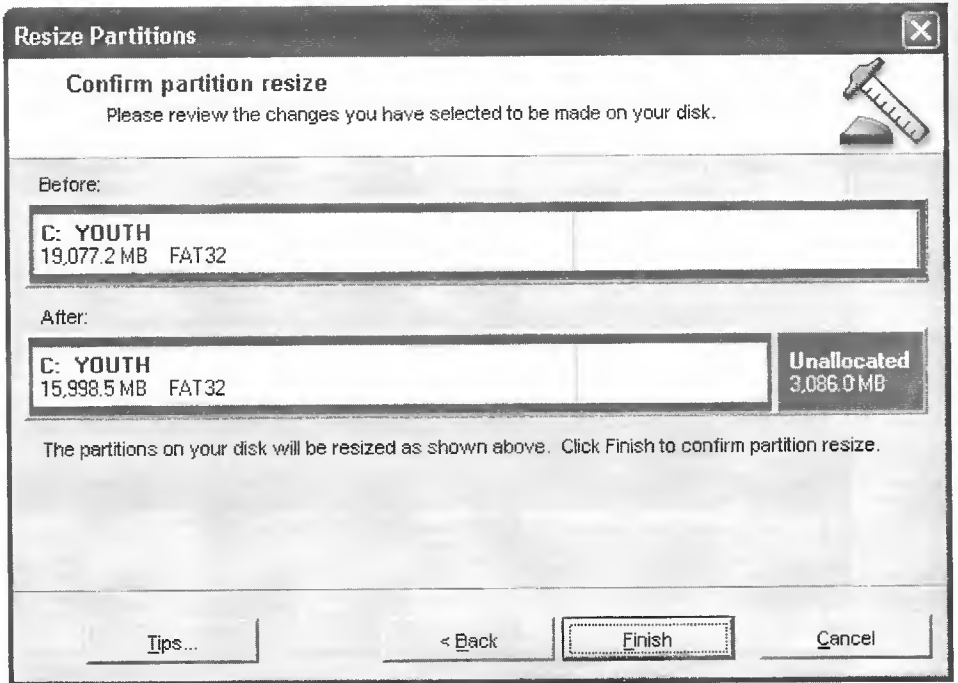 Resize Partitions
Confirm partition resize
Please review the changes you have selected to be made on your disk.
Before:
C: YOUTH
19,077.2 MB FAT32
After:
C: YOUTH
15,998.5 MB FAT32
Unallocated
3,086.0 MB
The partitions on your disk will be resized as shown above. Click Finish to confirm partition resize.
Tips...
< Back
Finish
Cancel